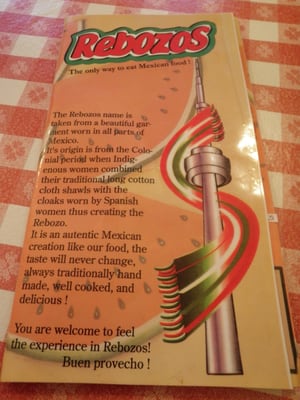 Rebozos
The only way to eat Mexican food !
The Rebozos name is
taken from a beautiful gar-
ment worn in all parts of
Mexico.
It's origin is from the Colo-
nial period when Indig-
enous women combined
their traditional long cotton
cloth shawls with the
cloaks worn by Spanish
women thus creating the
Rebozo.
It is an autentic Mexican
creation like our food, the
taste will never change,
always traditionally hand
made, well cooked, and
delicious !
You are welcome to feel
the experience in Rebozos!
Buen provecho !